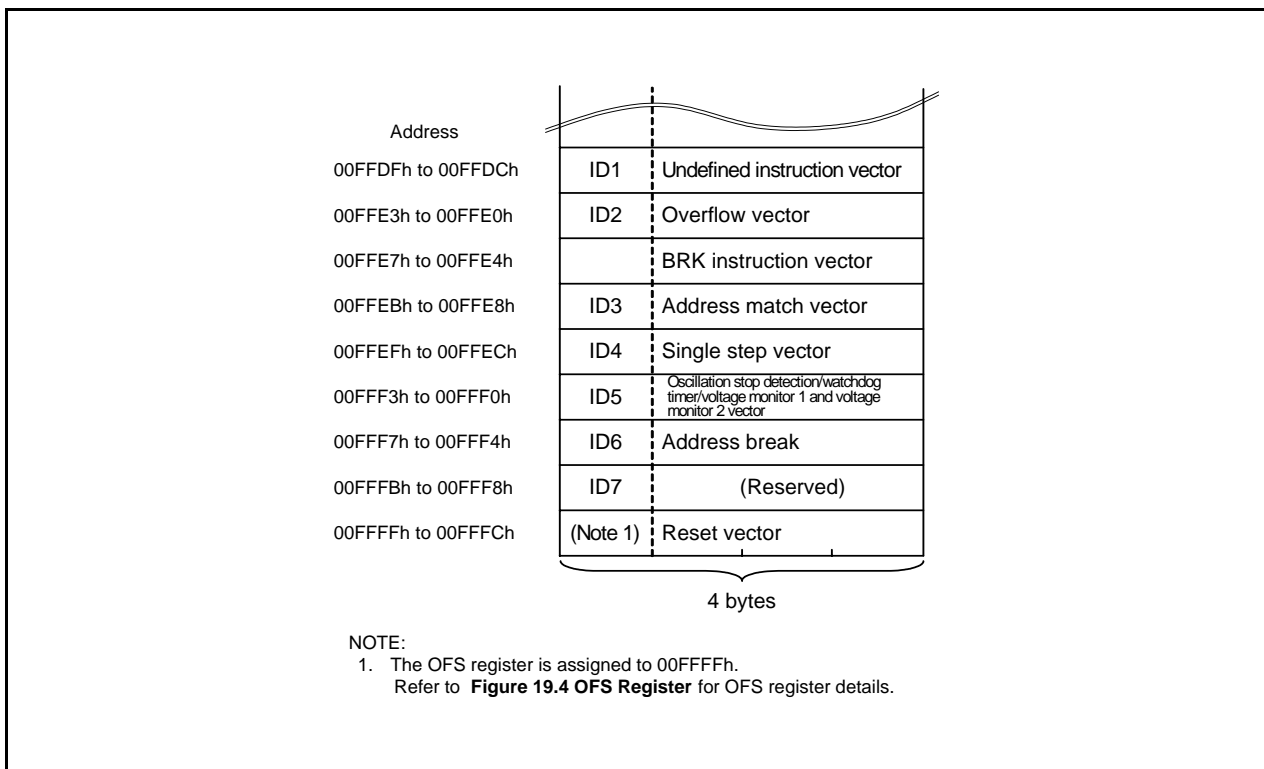 Address
00FFDFh to 00FFDCh ID1 Undefined instruction vector
00FFE3h to 00FFE0h ID2 Overflow vector
00FFE7h to 00FFE4h BRK instruction vector
00FFEBh to 00FFE8h ID3 Address match vector
00FFEFh to 00FFECh ID4 Single step vector
00FFF3h to 00FFF0h ID5 Oscillation stop detection/watchdog
timer/voltage monitor 1 and voltage
monitor 2 vector
00FFF7h to 00FFF4h ID6 Address break
00FFFBh to 00FFF8h ID7 (Reserved)
00FFFFh to 00FFFCh (Note 1) Reset vector
4 bytes
NOTE:
1. The OFS register is assigned to 00FFFFh.
Refer to Figure 19.4 OFS Register for OFS register details.